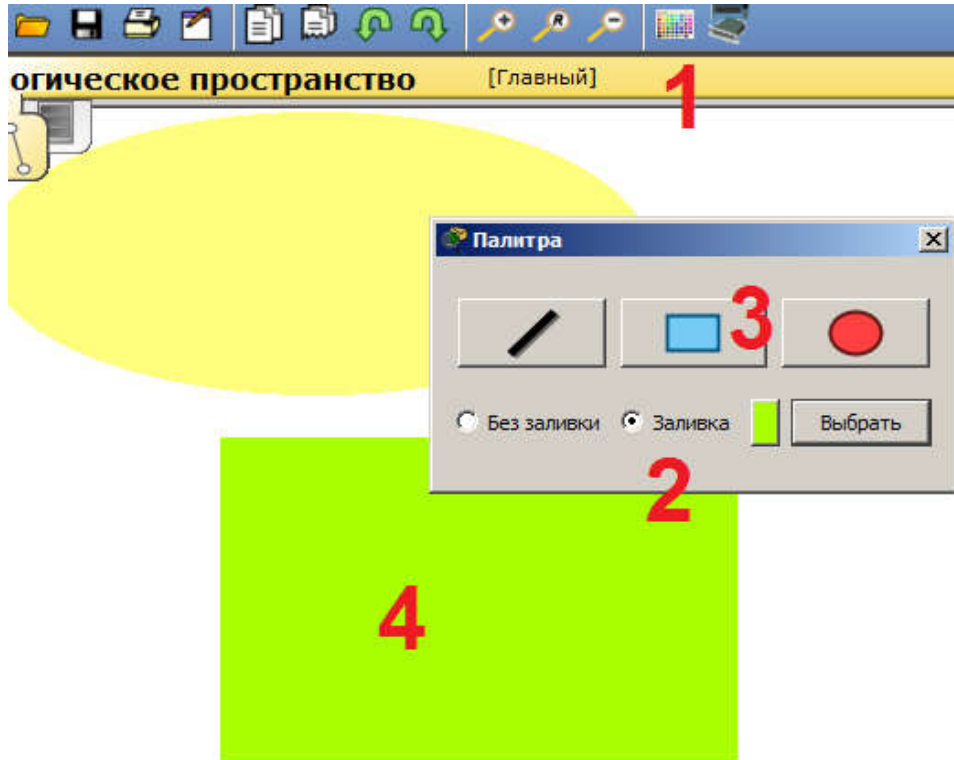 R
огическое пространство [Главный]
1
Палитра
3
Без заливки Заливка Выбрать
2
4